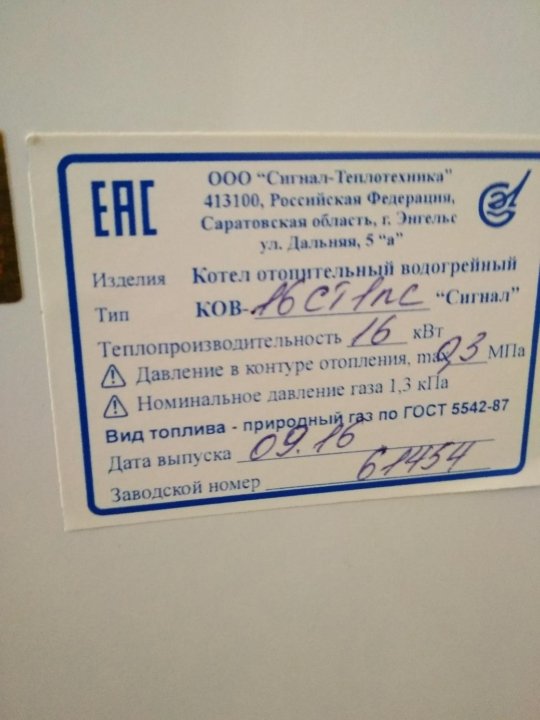 ЕАС
ООО “Сигнал-Теплотехника”
413100, Российская Федерация,
Саратовская область, г. Энгельс
ул. Дальняя, 5 “а”
Изделия Котел отопительный водогрейный
Тип КОВ-16СТ1пс “Сигнал”
Теплопроизводительность 16 кВт
Давление в контуре отопления, max 0,3 МПа
Номинальное давление газа 1,3 кПа
Вид топлива - природный газ по ГОСТ 5542-87
Дата выпуска 09.16
Заводской номер 61454